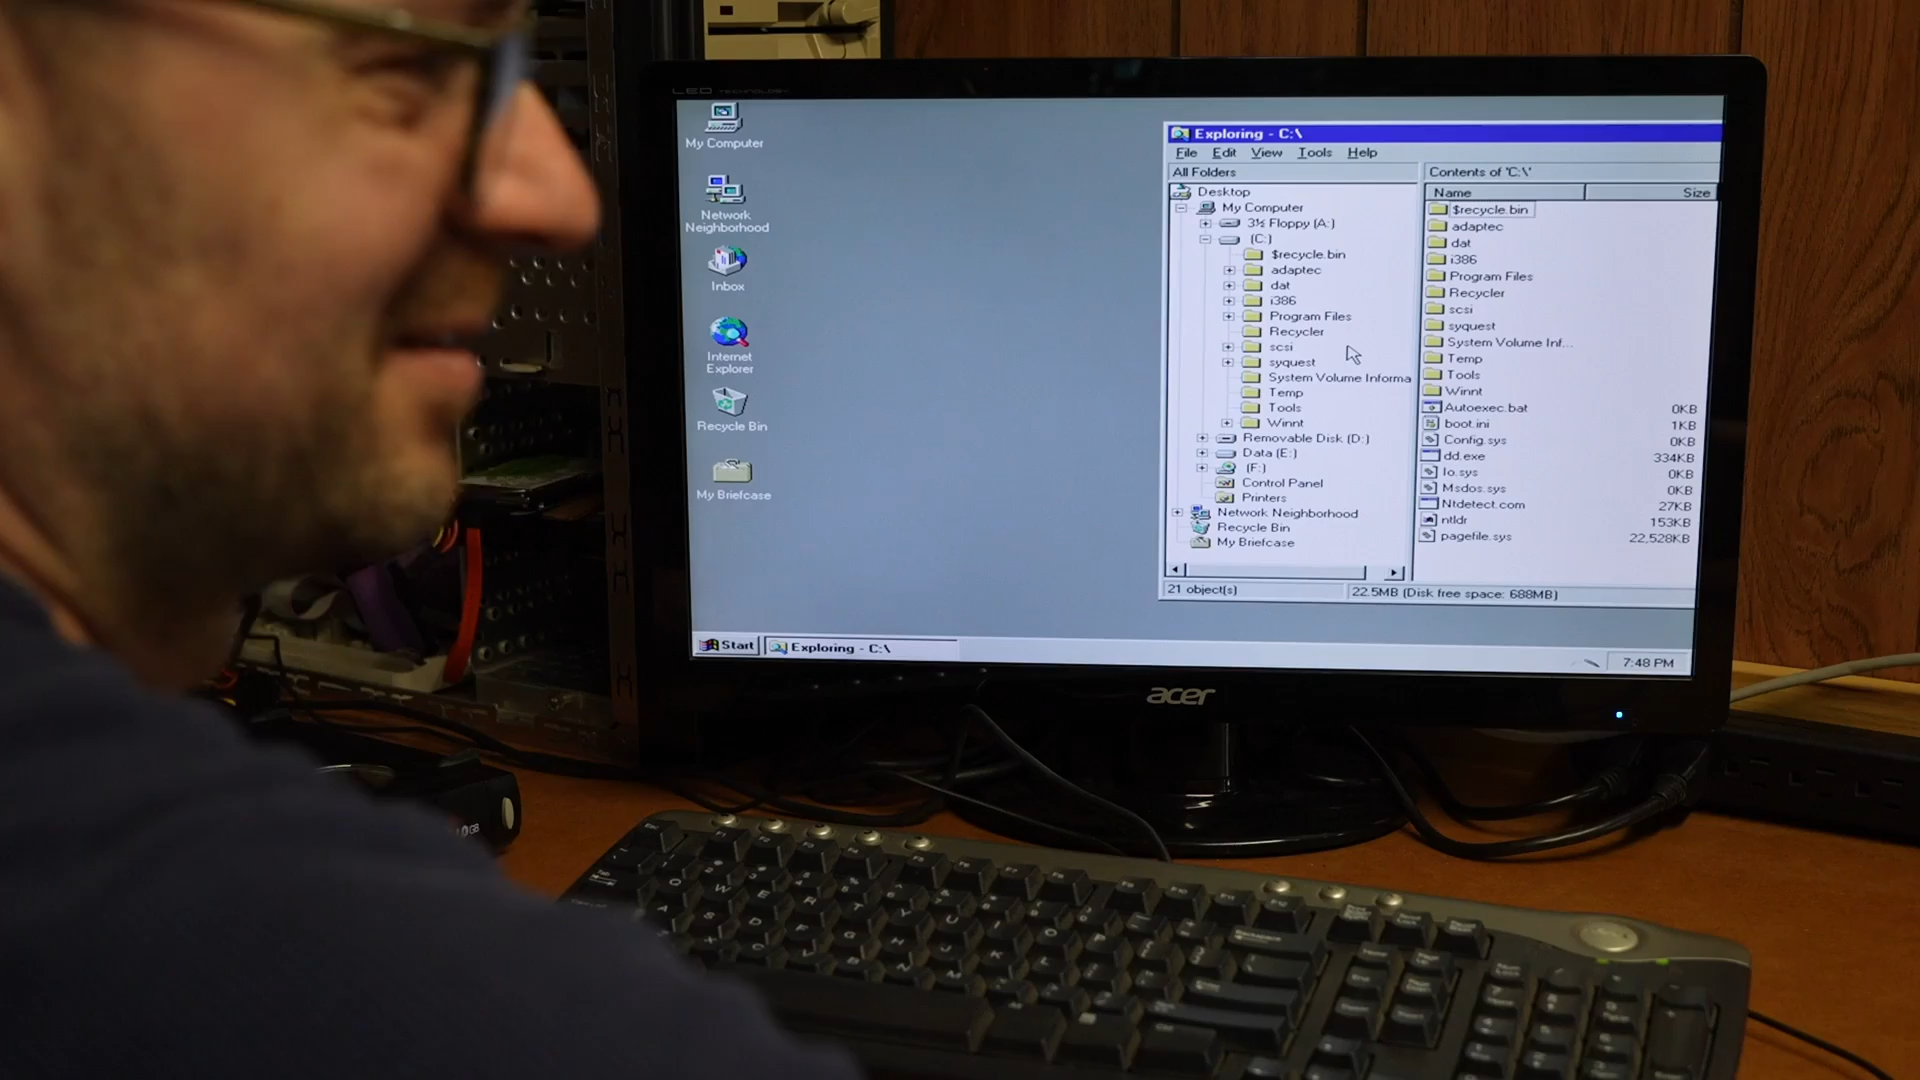 LED TECHNOLOGY
My Computer
Network
Neighborhood
Inbox
Internet
Explorer
Recycle Bin
My Briefcase
Exploring - C:\
File Edit View Tools Help
All Folders
Desktop
My Computer
3½ Floppy (A:)
(C:)
$recycle.bin
adaptec
dat
i386
Program Files
Recycler
scsi
syquest
System Volume Informa
Temp
Tools
Winnt
Removable Disk (D:)
Data (E:)
(F:)
Control Panel
Printers
Network Neighborhood
Recycle Bin
My Briefcase
Contents of 'C:\'
Name Size
$recycle.bin
adaptec
dat
i386
Program Files
Recycler
scsi
syquest
System Volume Inf...
Temp
Tools
Winnt
Autoexec.bat 0KB
boot.ini 1KB
Config.sys 0KB
dd.exe 334KB
Io.sys 0KB
Msdos.sys 0KB
Ntdetect.com 27KB
ntldr 153KB
pagefile.sys 22,528KB
21 object(s) 22.5MB (Disk free space: 688MB)
Start Exploring - C:\ 7:48 PM
acer
GB
Tab Q W E R T Y U I O P
A S D F G H J K L
X C V B N M
Backspace